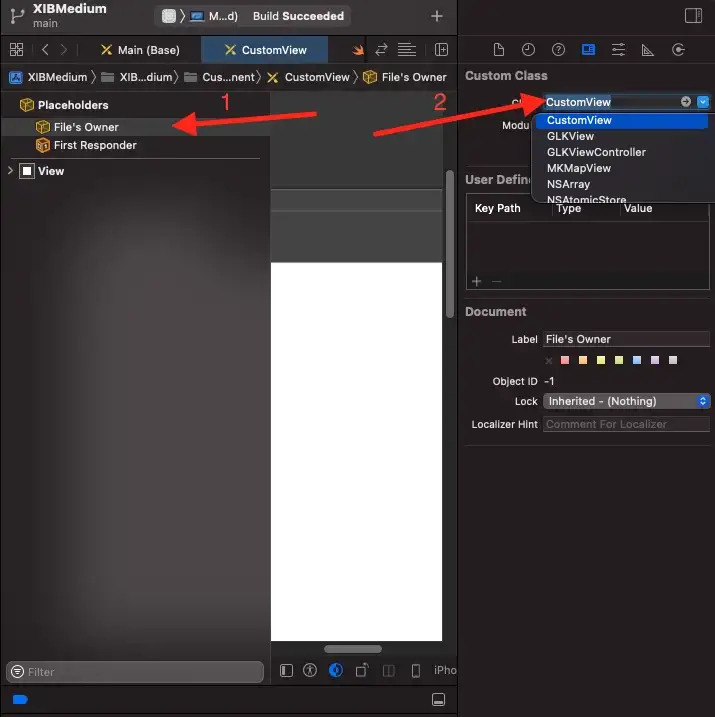 XIBMedium
main
M...d) Build Succeeded
Main (Base) CustomView
XIBMedium XIB...dium Cus...nent CustomView File's Owner
Placeholders
1
File's Owner
First Responder
View
Filter
iPho
Custom Class
2
Cl
CustomView
Modu
CustomView
GLKView
GLKViewController
MKMapView
NSArray
NSAtomicStore
User Define
Key Path Type Value
Document
Label File's Owner
Object ID -1
Lock Inherited - (Nothing)
Localizer Hint Comment For Localizer